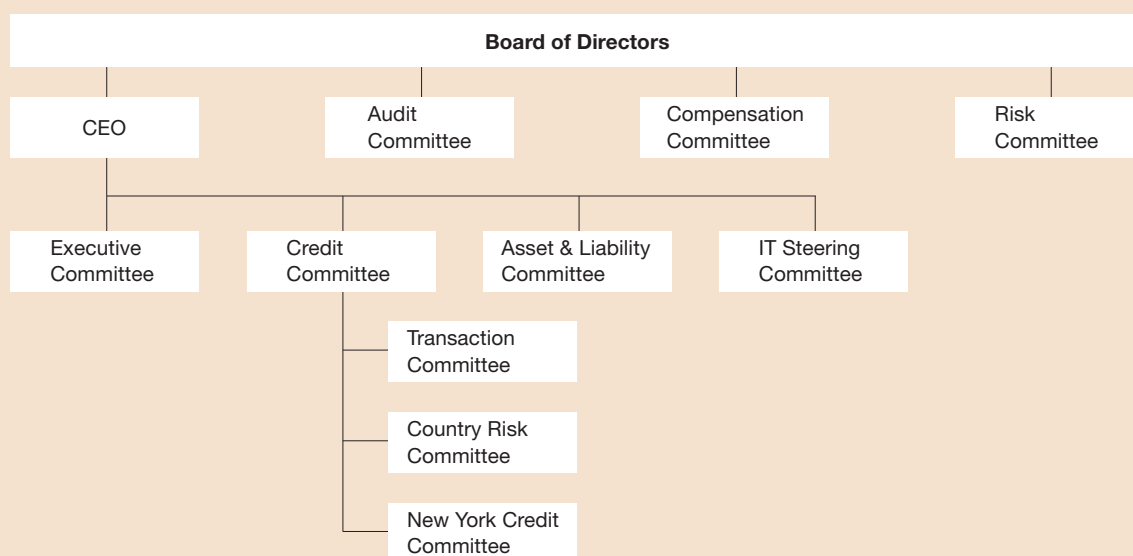 Board of Directors
CEO
Audit
Committee
Compensation
Committee
Risk
Committee
Executive
Committee
Credit
Committee
Asset & Liability
Committee
IT Steering
Committee
Transaction
Committee
Country Risk
Committee
New York Credit
Committee